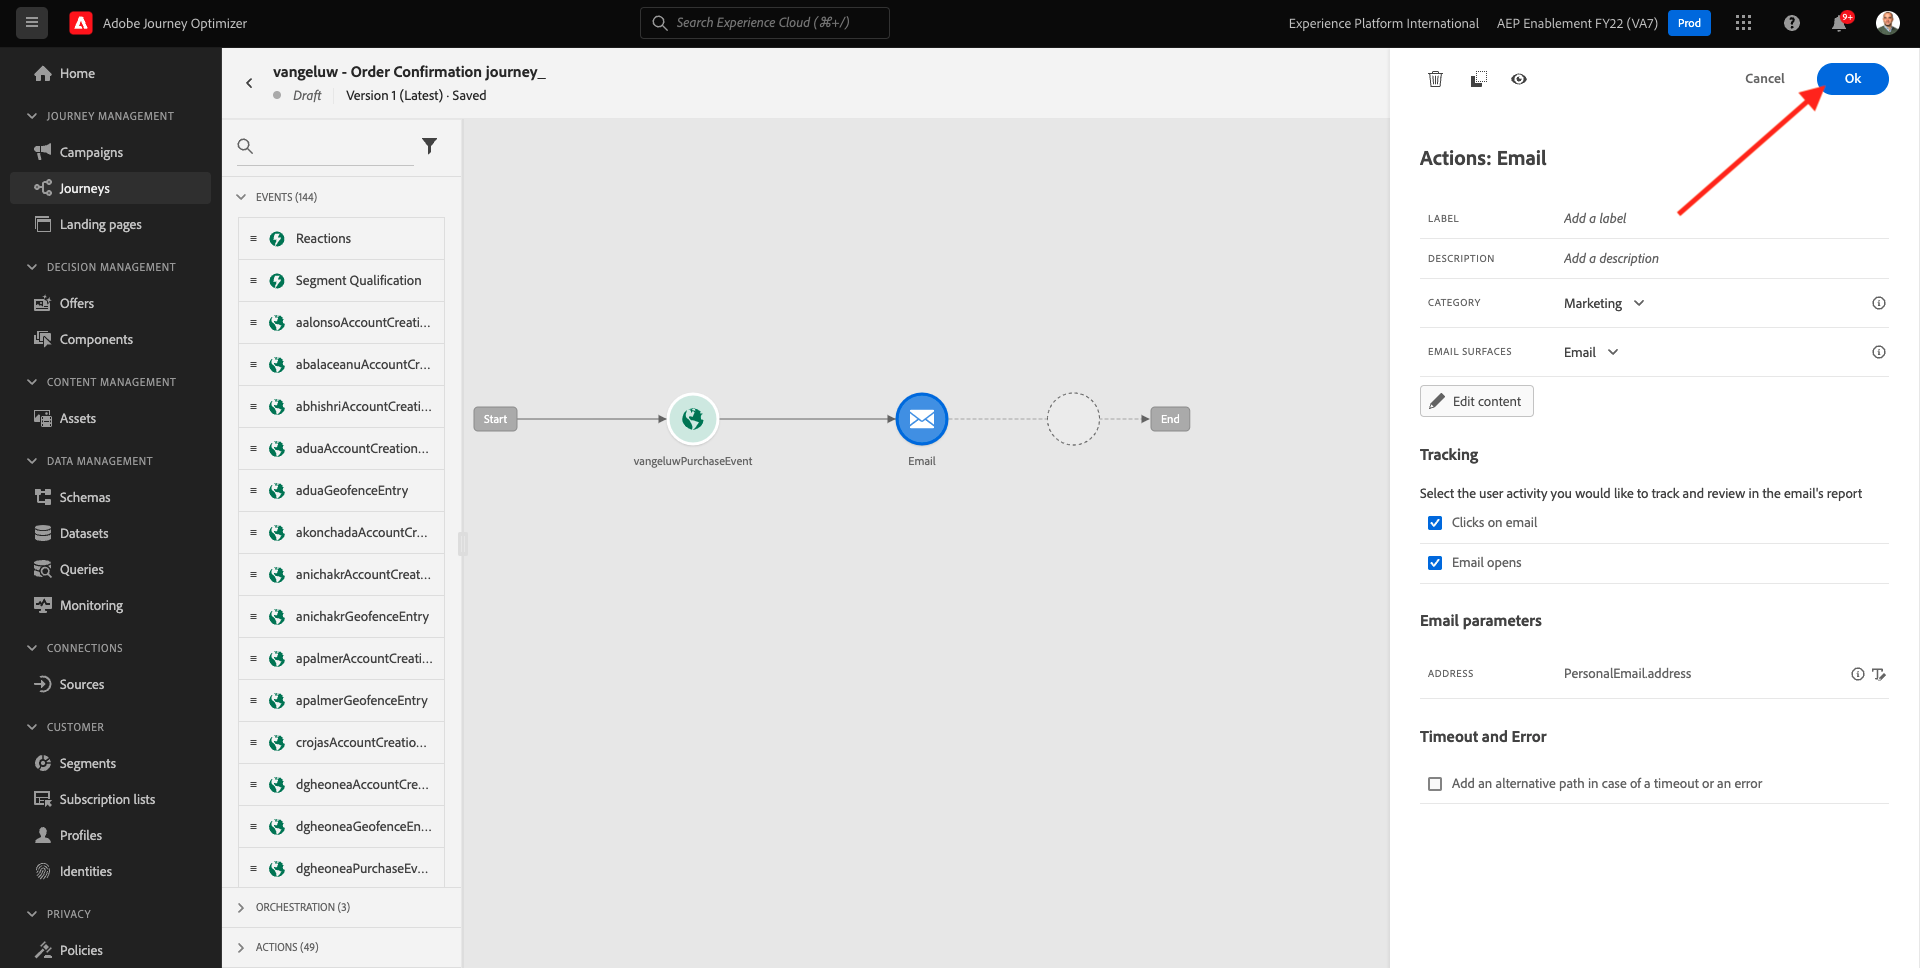 Adobe Journey Optimizer
Search Experience Cloud (⌘+/)
Experience Platform International
AEP Enablement FY22 (VA7)
Prod
9+
Home
JOURNEY MANAGEMENT
Campaigns
Journeys
Landing pages
DECISION MANAGEMENT
Offers
Components
CONTENT MANAGEMENT
Assets
DATA MANAGEMENT
Schemas
Datasets
Queries
Monitoring
CONNECTIONS
Sources
CUSTOMER
Segments
Subscription lists
Profiles
Identities
PRIVACY
Policies
vangeluw - Order Confirmation journey_
Draft
Version 1 (Latest) · Saved
EVENTS (144)
Reactions
Segment Qualification
aalonsoAccountCreati...
abalaceanuAccountCr...
abhishriAccountCreati...
aduaAccountCreation...
aduaGeofenceEntry
akonchadaAccountCr...
anichakrAccountCreat...
anichakrGeofenceEntry
apalmerAccountCreati...
apalmerGeofenceEntry
crojasAccountCreatio...
dgheoneaAccountCre...
dgheoneaGeofenceEn...
dgheoneaPurchaseEv...
ORCHESTRATION (3)
ACTIONS (49)
Start
vangeluwPurchaseEvent
Email
End
Cancel
Ok
Actions: Email
LABEL
Add a label
DESCRIPTION
Add a description
CATEGORY
Marketing
EMAIL SURFACES
Email
Edit content
Tracking
Select the user activity you would like to track and review in the email's report
Clicks on email
Email opens
Email parameters
ADDRESS
PersonalEmail.address
Timeout and Error
Add an alternative path in case of a timeout or an error